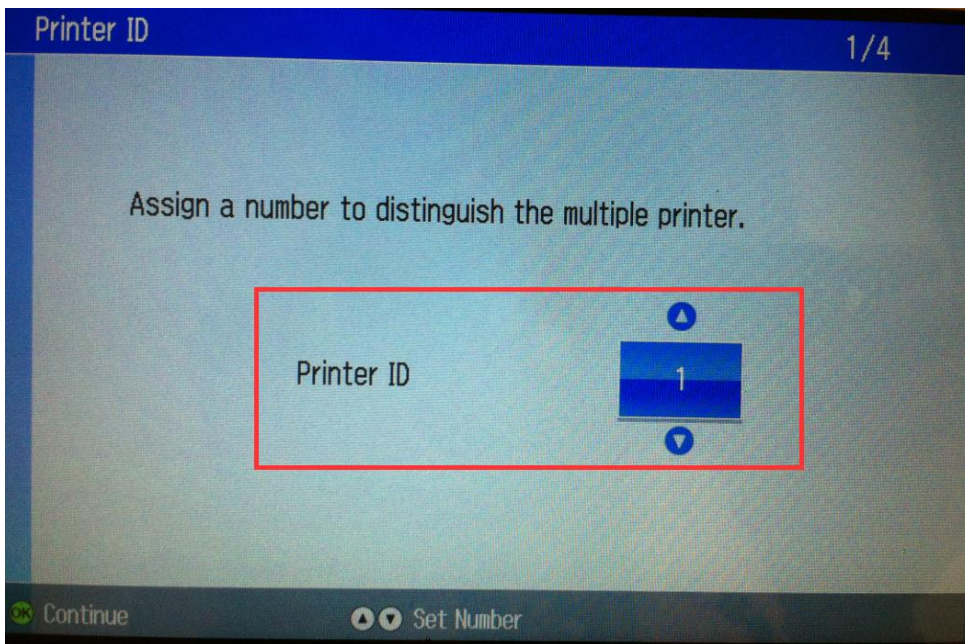 Printer ID
1/4
Assign a number to distinguish the multiple printer.
Printer ID
1
OK Continue
Set Number